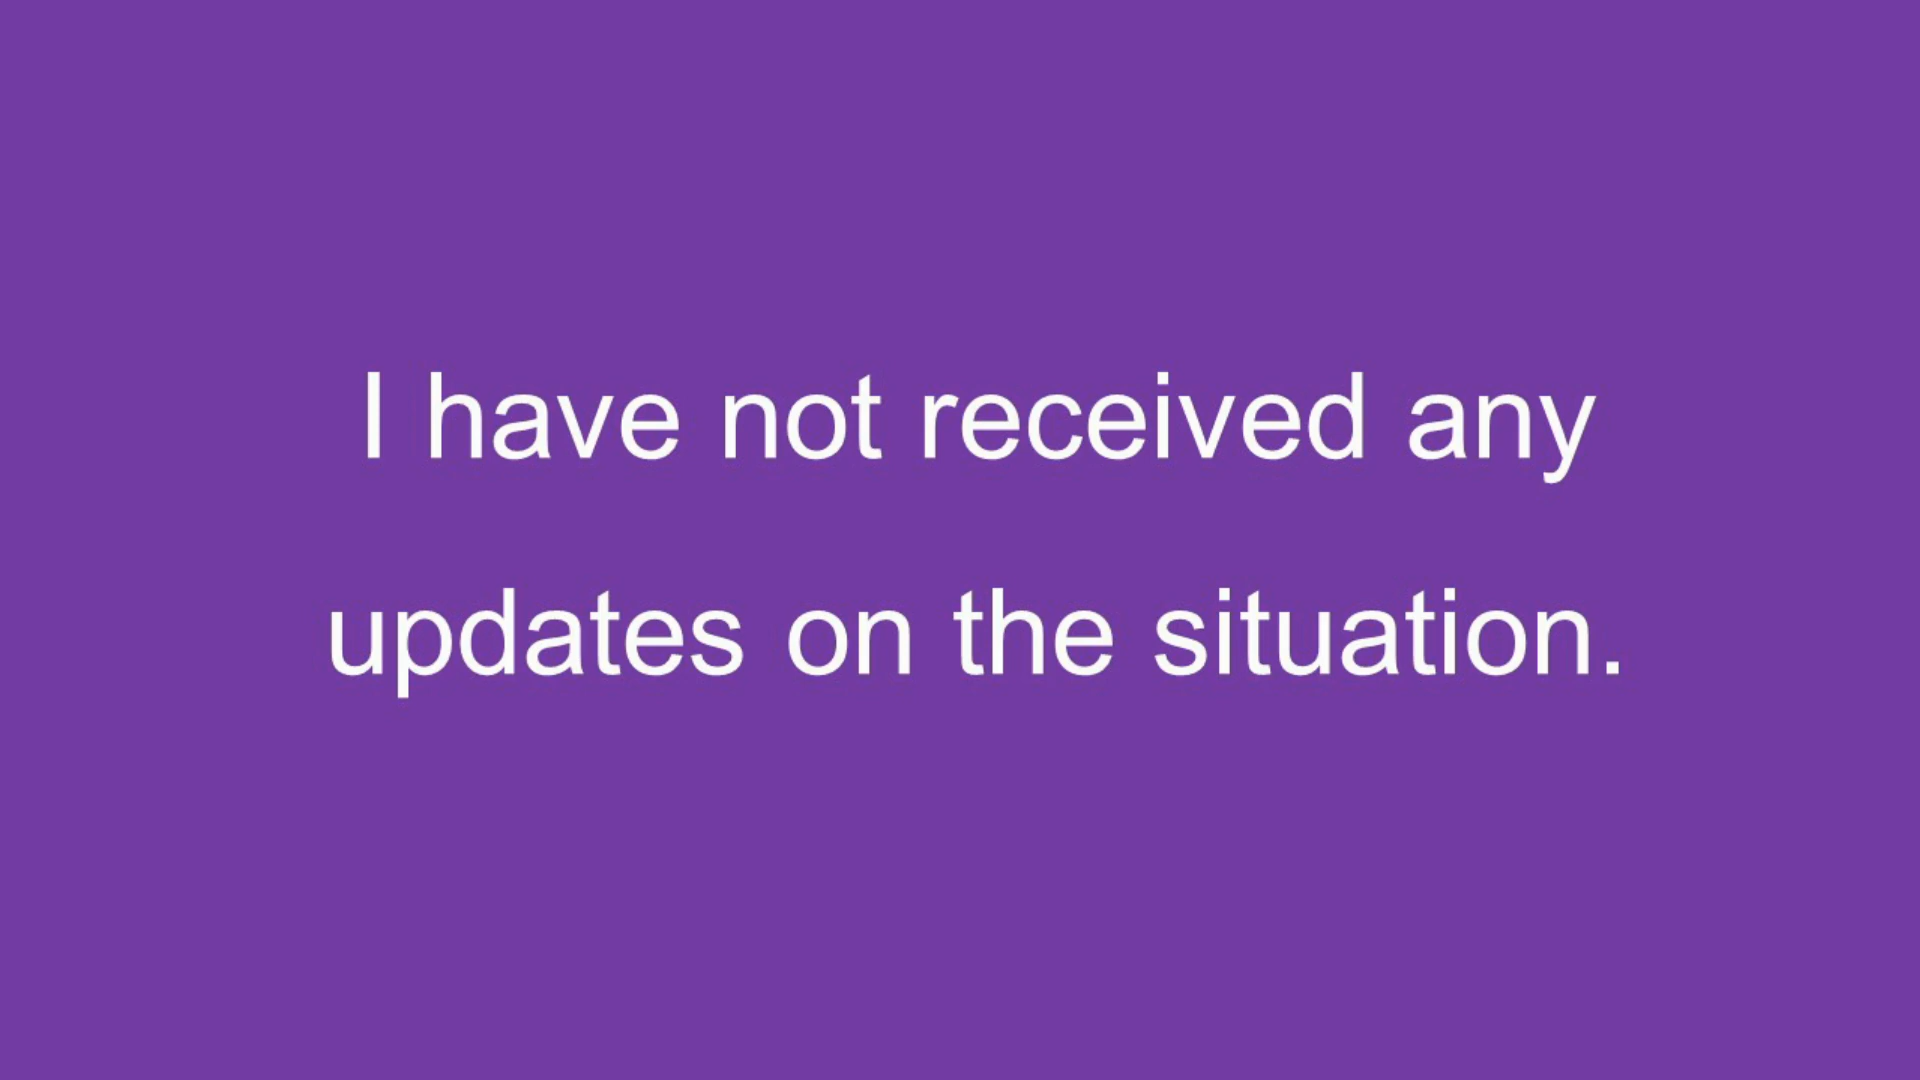 I have not received any
updates on the situation.